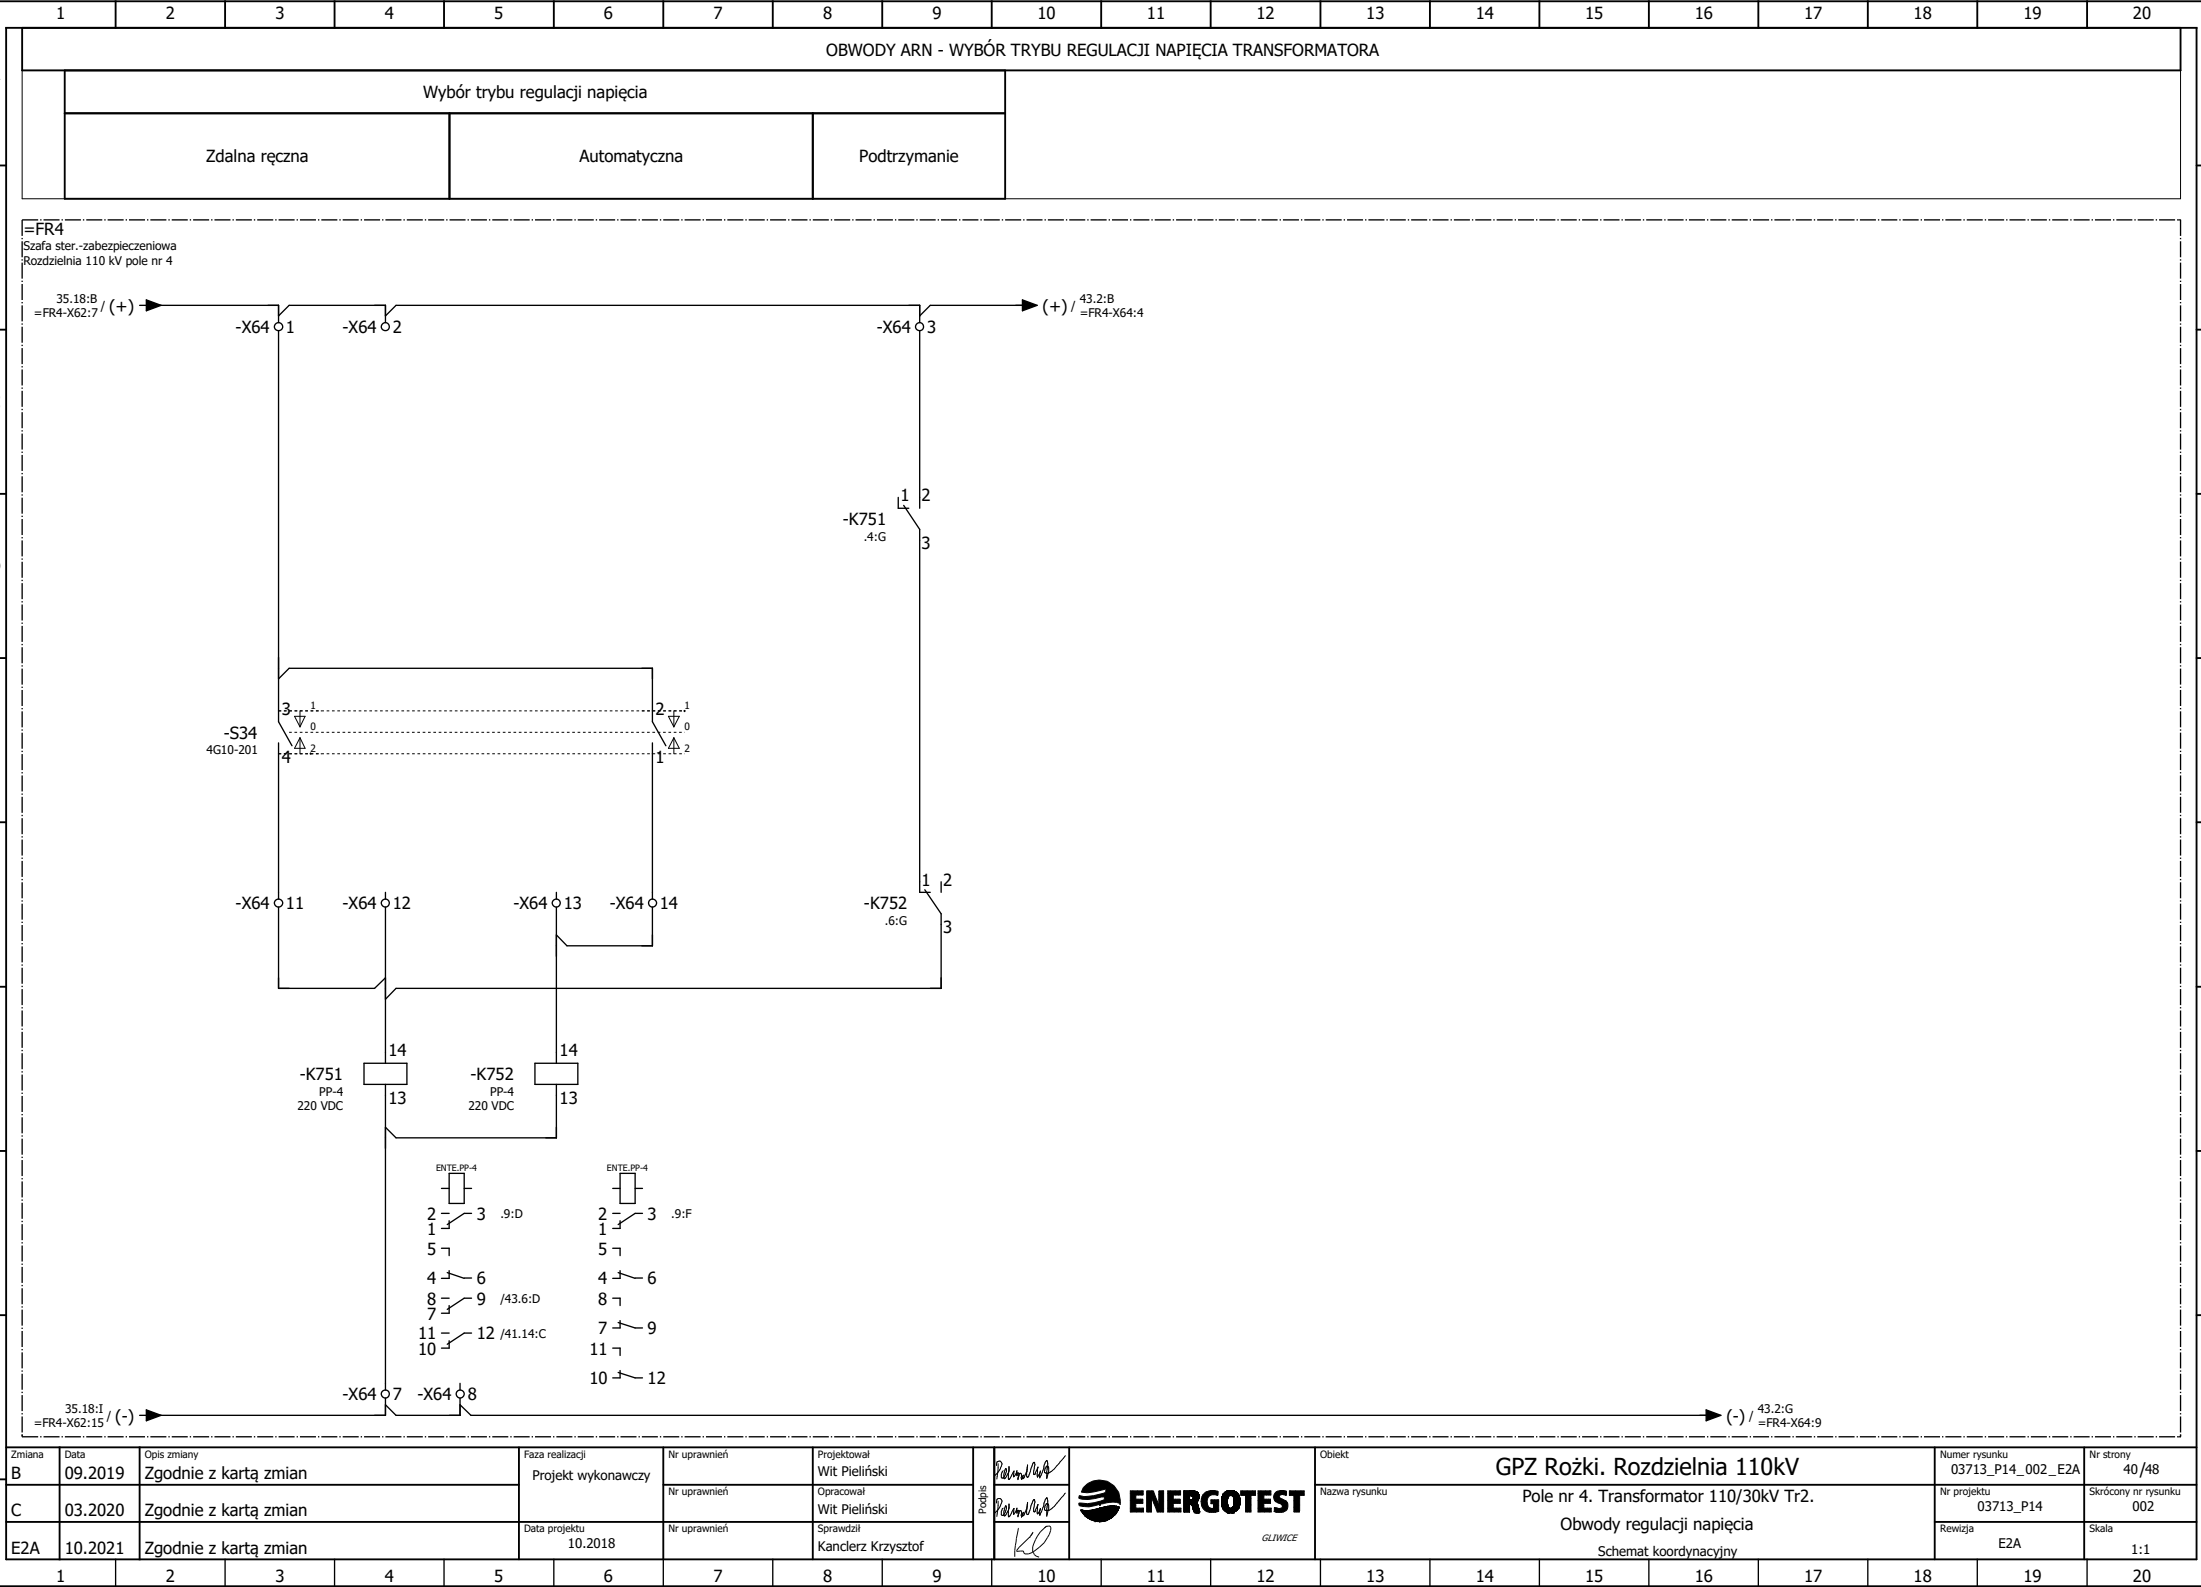 1 2 3 4 5 6 7 8 9 10 11 12 13 14 15 16 17 18 19 20
OBWODY ARN - WYBÓR TRYBU REGULACJI NAPIĘCIA TRANSFORMATORA
Wybór trybu regulacji napięcia
Zdalna ręczna Automatyczna Podtrzymanie
=FR4
Szafa ster.-zabezpieczeniowa
Rozdzielnia 110 kV pole nr 4
35.18:B
=FR4-X62:7 / (+)
(+) / 43.2:B
=FR4-X64:4
-X64 1 -X64 2 -X64 3
1 2
-K751
.4:G
3
3 1 2 1
0 0
-S34
4G10-201
2 2
4 1
1 2
-X64 11 -X64 12 -X64 13 -X64 14 -K752
.6:G
3
14 14
-K751 -K752
PP-4 PP-4
220 VDC 220 VDC
13 13
ENTE.PP-4 ENTE.PP-4
2 3 .9:D 2 3 .9:F
1 1
5 5
4 6 4 6
8 9 /43.6:D 8
7 7 9
11 12 /41.14:C 11
10 10 12
-X64 7 -X64 8
35.18:I
=FR4-X62:15 / (-)
(-) / 43.2:G
=FR4-X64:9
Zmiana Data Opis zmiany
B 09.2019 Zgodnie z kartą zmian
C 03.2020 Zgodnie z kartą zmian
E2A 10.2021 Zgodnie z kartą zmian
Faza realizacji
Projekt wykonawczy
Data projektu
10.2018
Nr uprawnień
Nr uprawnień
Nr uprawnień
Projektował
Wit Pieliński
Opracował
Wit Pieliński
Sprawdził
Kanclerz Krzysztof
Podpis
ENERGOTEST
GLIWICE
Obiekt
GPZ Rożki. Rozdzielnia 110kV
Nazwa rysunku
Pole nr 4. Transformator 110/30kV Tr2.
Obwody regulacji napięcia
Schemat koordynacyjny
Numer rysunku
03713_P14_002_E2A
Nr strony
40/48
Nr projektu
03713_P14
Skrócony nr rysunku
002
Rewizja
E2A
Skala
1:1
1 2 3 4 5 6 7 8 9 10 11 12 13 14 15 16 17 18 19 20